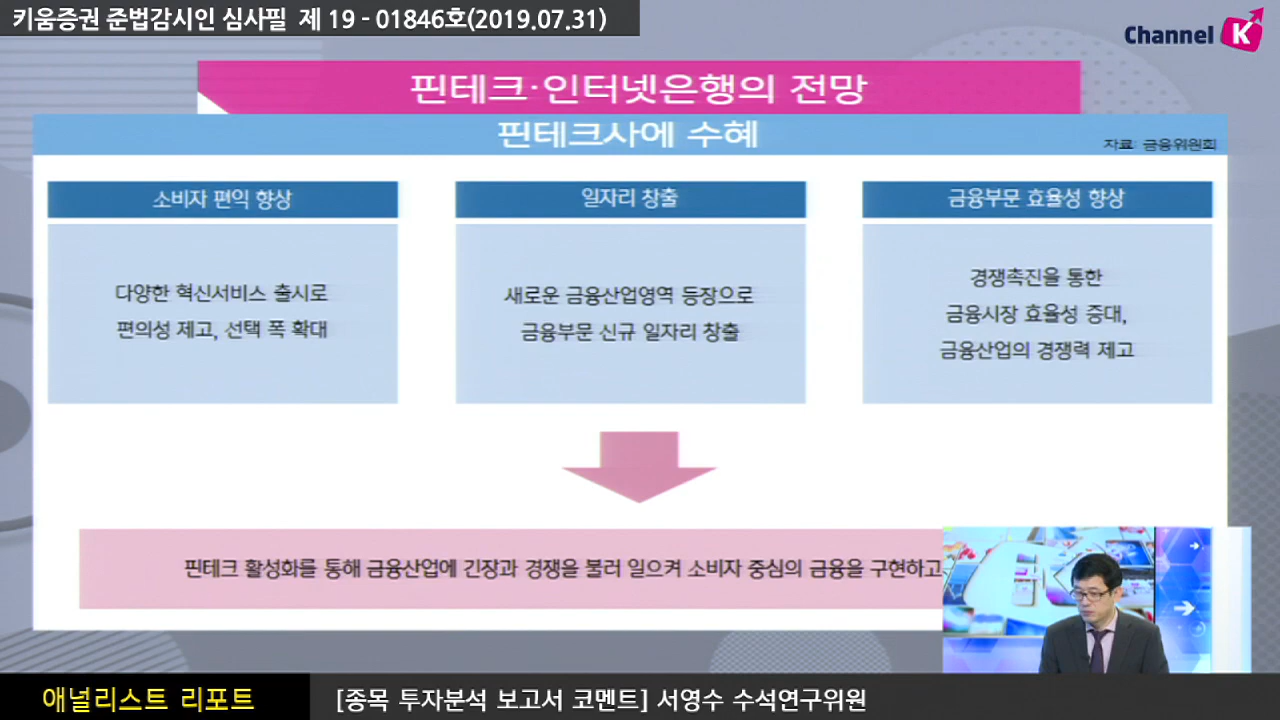 키움증권 준법감시인 심사필 제 19 - 01846호(2019.07.31)
Channel K
핀테크·인터넷은행의 전망
핀테크사에 수혜
자료: 금융위원회
소비자 편익 향상
다양한 혁신서비스 출시로
편의성 제고, 선택 폭 확대
일자리 창출
새로운 금융산업영역 등장으로
금융부문 신규 일자리 창출
금융부문 효율성 향상
경쟁촉진을 통한
금융시장 효율성 증대,
금융산업의 경쟁력 제고
핀테크 활성화를 통해 금융산업에 긴장과 경쟁을 불러 일으켜 소비자 중심의 금융을 구현하고
애널리스트 리포트
[종목 투자분석 보고서 코멘트] 서영수 수석연구위원